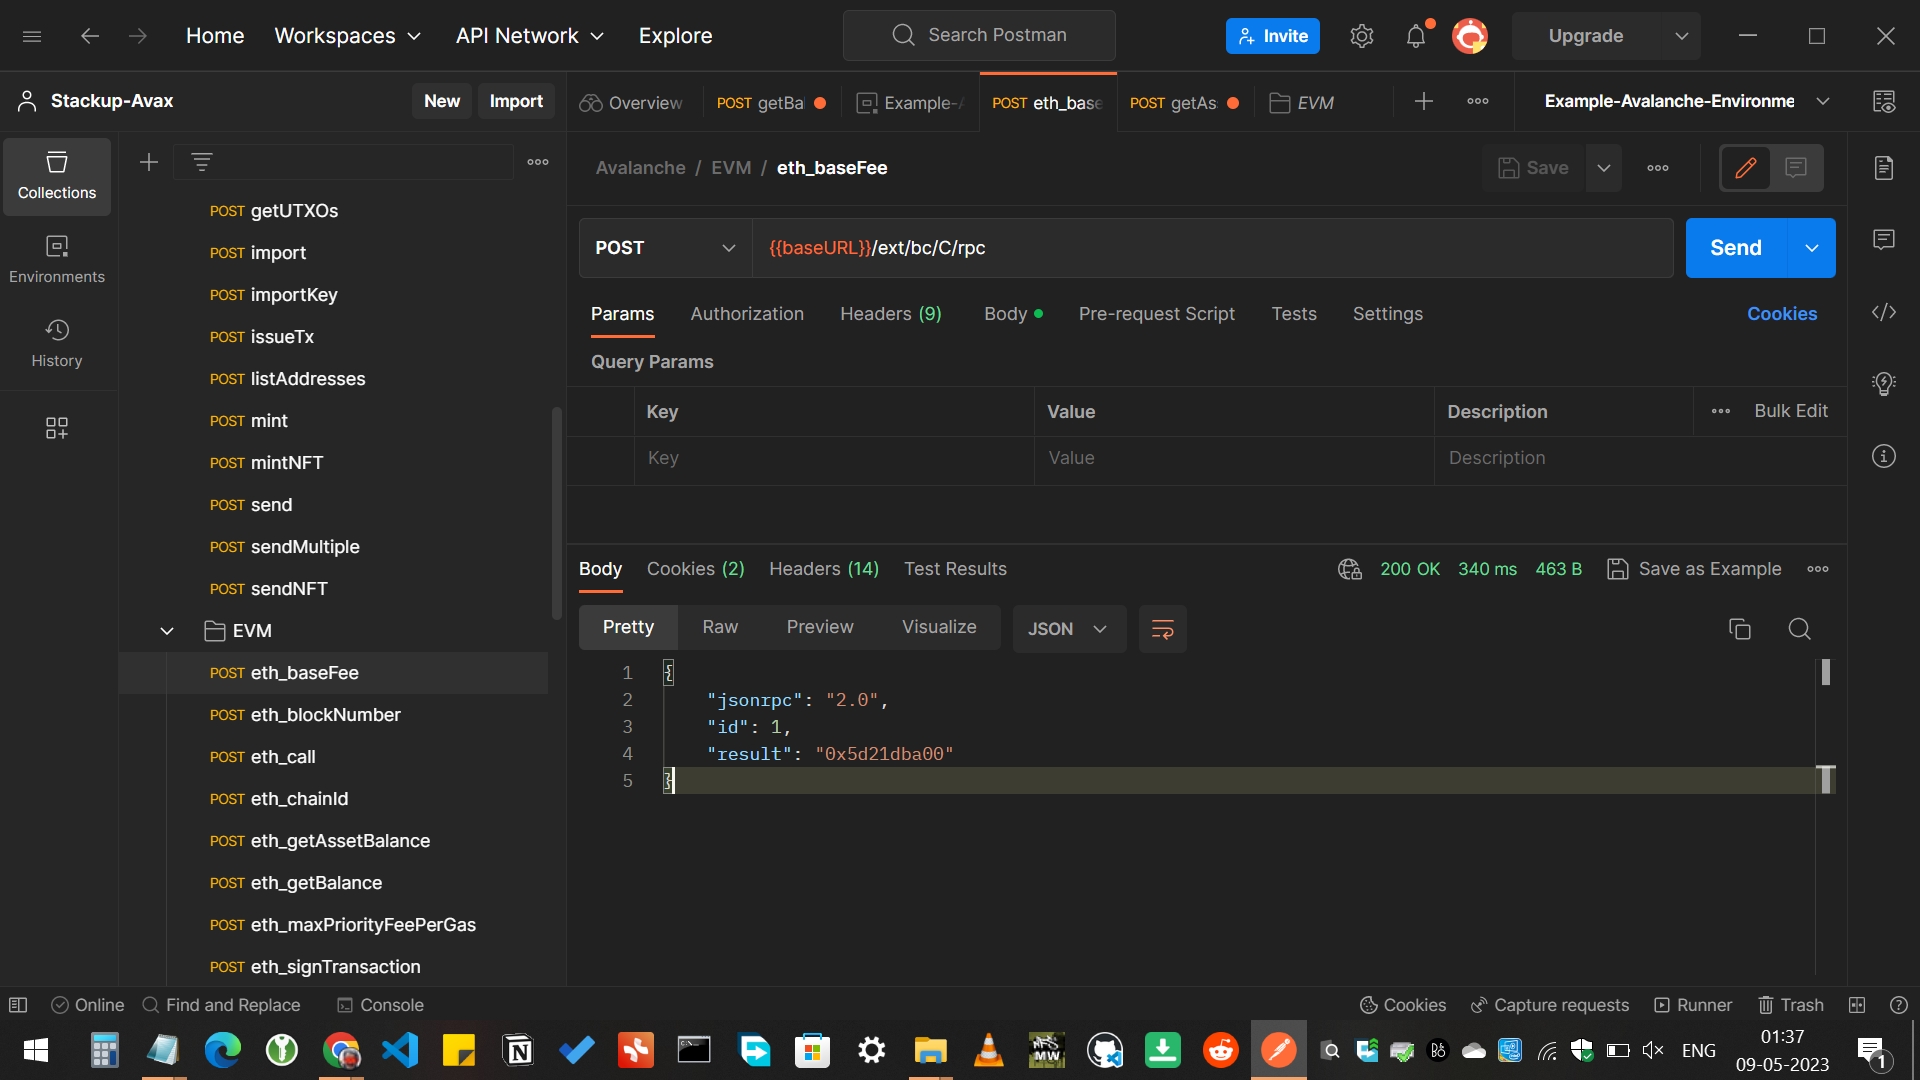 Home
Workspaces
API Network
Explore
Search Postman
Invite
Upgrade
Stackup-Avax
New
Import
Overview
POST getBa
Example-A
POST eth_base
POST getAs
EVM
Example-Avalanche-Environme
Collections
Environments
History
POST getUTXOs
POST import
POST importKey
POST issueTx
POST listAddresses
POST mint
POST mintNFT
POST send
POST sendMultiple
POST sendNFT
EVM
POST eth_baseFee
POST eth_blockNumber
POST eth_call
POST eth_chainId
POST eth_getAssetBalance
POST eth_getBalance
POST eth_maxPriorityFeePerGas
POST eth_signTransaction
Avalanche / EVM / eth_baseFee
Save
POST
{{baseURL}}/ext/bc/C/rpc
Send
Params
Authorization
Headers (9)
Body
Pre-request Script
Tests
Settings
Cookies
Query Params
Key
Value
Description
Bulk Edit
Key
Value
Description
Body
Cookies (2)
Headers (14)
Test Results
200 OK
340 ms
463 B
Save as Example
Pretty
Raw
Preview
Visualize
JSON
1 {
2 "jsonrpc": "2.0",
3 "id": 1,
4 "result": "0x5d21dba00"
5 }
Online
Find and Replace
Console
Cookies
Capture requests
Runner
Trash
ENG
01:37
09-05-2023
1